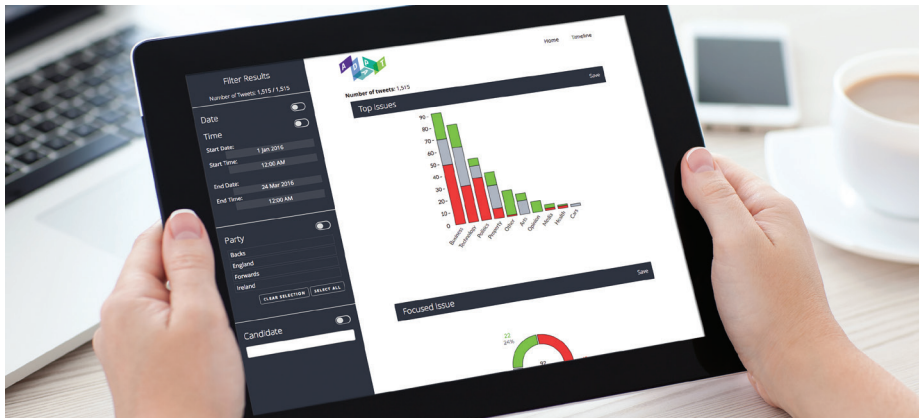 Filter Results
Number of Tweets: 1,515 / 1,515
Date
Time
Start Date: 1 Jan 2016
Start Time: 12:00 AM
End Date: 24 Mar 2016
End Time: 12:00 AM
Party
Backs
England
Forwards
Ireland
CLEAR SELECTION SELECT ALL
Candidate
ADAPT
Home Timeline
Number of tweets: 1,515
Top Issues Save
90
80
70
60
50
40
30
20
10
0
Business
Technology
Politics
Property
Other
Arts
Opinion
Media
Health
Cars
Focused Issue Save
22
24%
92